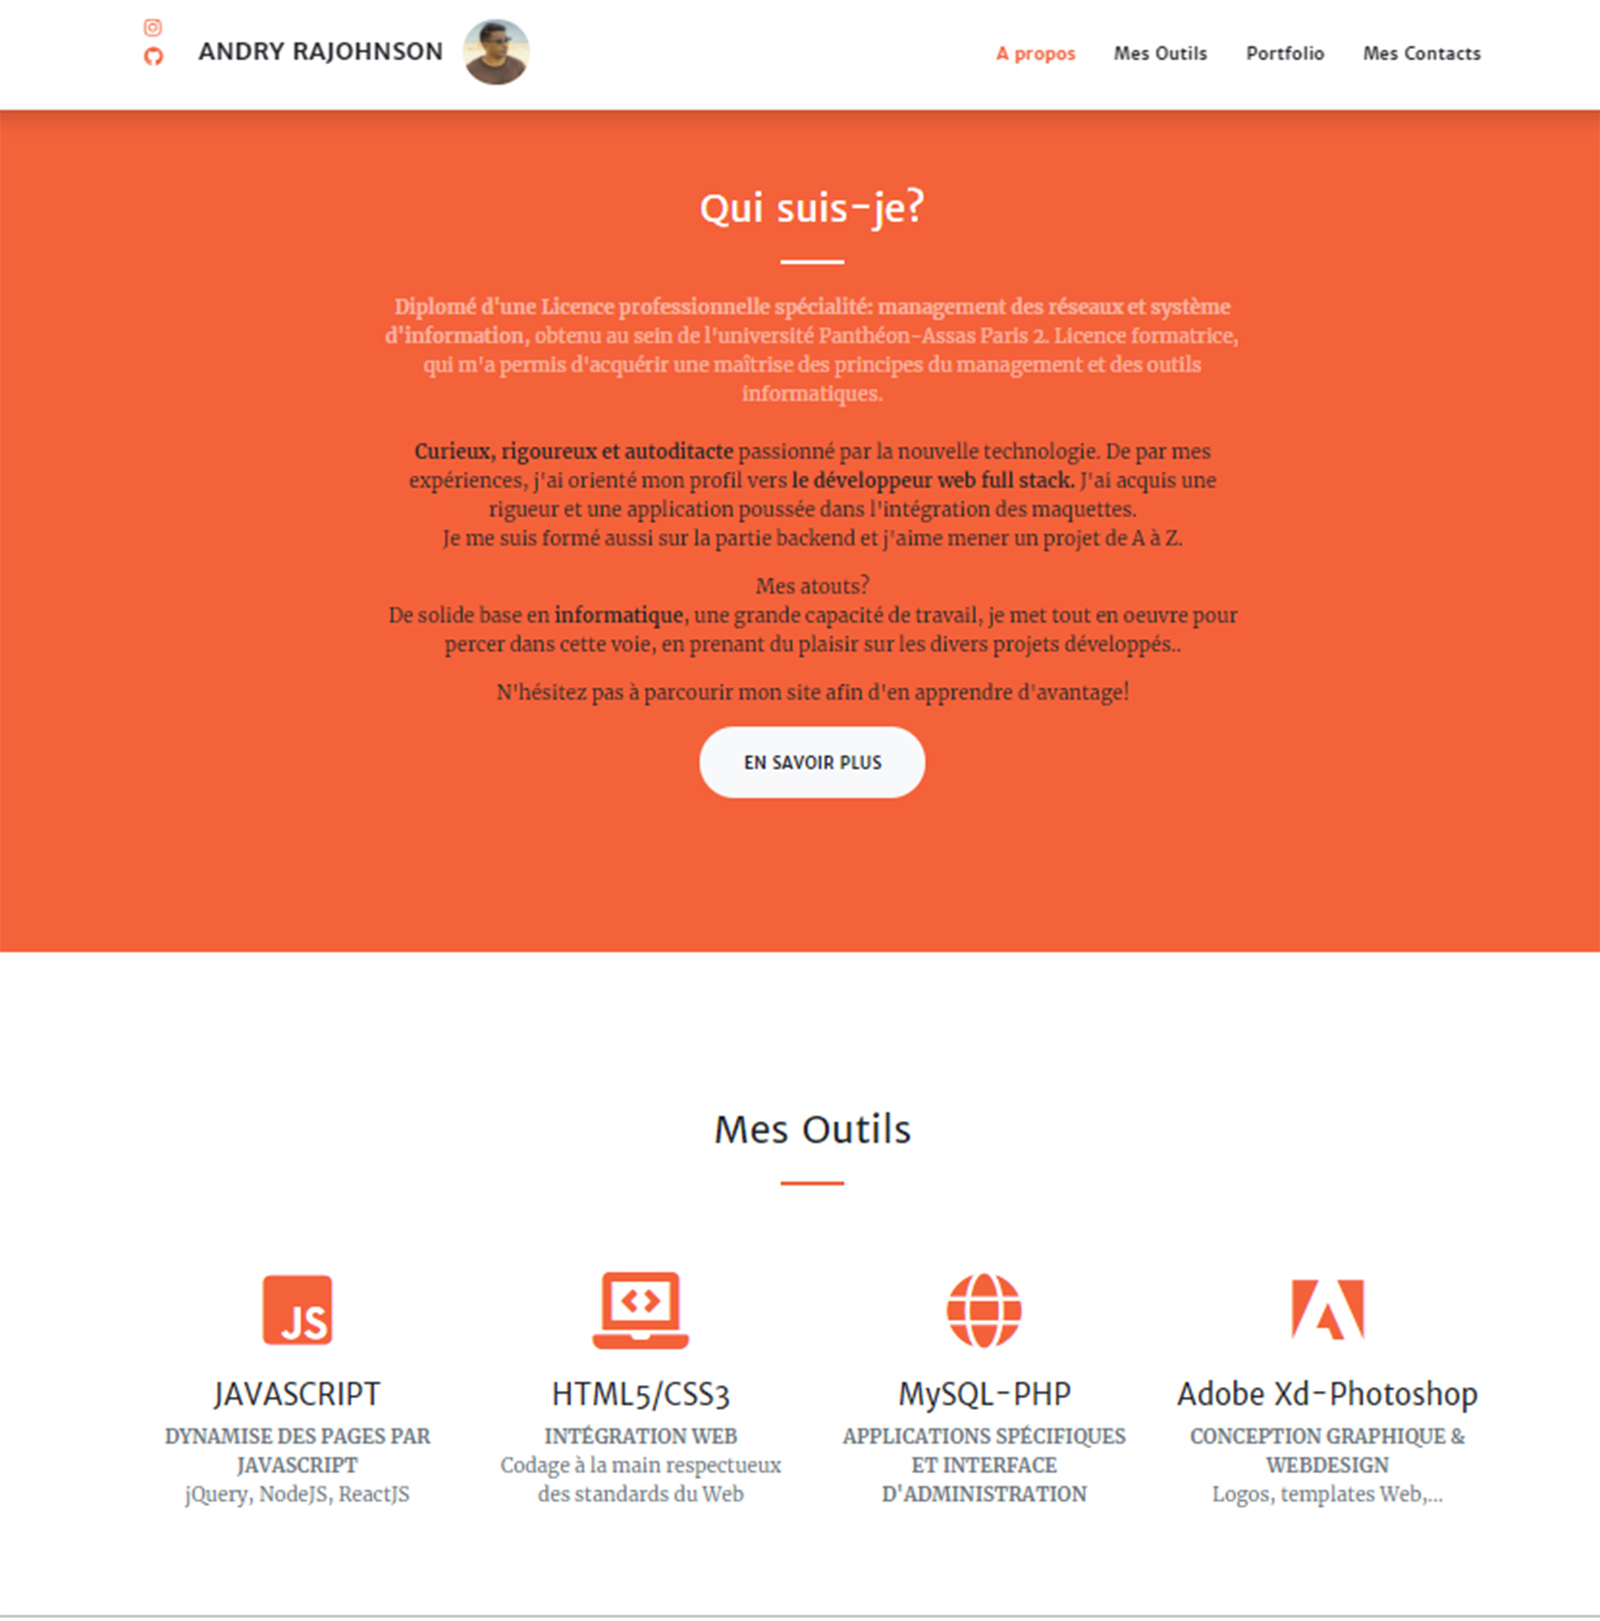 ANDRY RAJOHNSON
A propos
Mes Outils
Portfolio
Mes Contacts
Qui suis-je?
Diplomé d'une Licence professionnelle spécialité: management des réseaux et système
d'information, obtenu au sein de l'université Panthéon-Assas Paris 2. Licence formatrice,
qui m'a permis d'acquérir une maîtrise des principes du management et des outils
informatiques.
Curieux, rigoureux et autoditacte passionné par la nouvelle technologie. De par mes
expériences, j'ai orienté mon profil vers le développeur web full stack. J'ai acquis une
rigueur et une application poussée dans l'intégration des maquettes.
Je me suis formé aussi sur la partie backend et j'aime mener un projet de A à Z.
Mes atouts?
De solide base en informatique, une grande capacité de travail, je met tout en oeuvre pour
percer dans cette voie, en prenant du plaisir sur les divers projets développés..
N'hésitez pas à parcourir mon site afin d'en apprendre d'avantage!
EN SAVOIR PLUS
Mes Outils
JS
JAVASCRIPT
DYNAMISE DES PAGES PAR
JAVASCRIPT
jQuery, NodeJS, ReactJS
HTML5/CSS3
INTÉGRATION WEB
Codage à la main respectueux
des standards du Web
MySQL-PHP
APPLICATIONS SPÉCIFIQUES
ET INTERFACE
D'ADMINISTRATION
Adobe Xd-Photoshop
CONCEPTION GRAPHIQUE &
WEBDESIGN
Logos, templates Web,...